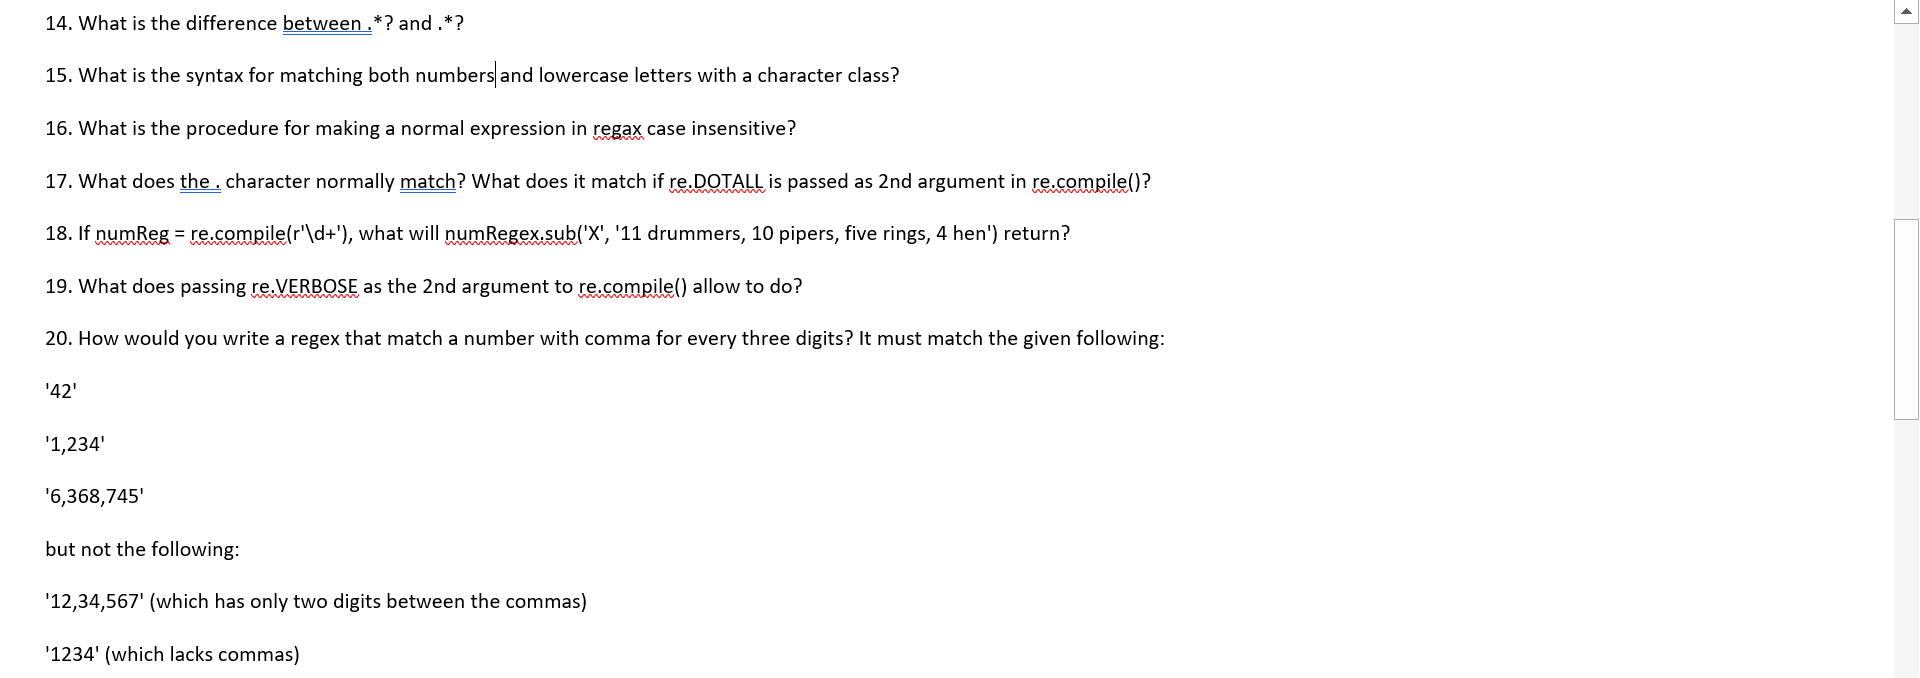 14. What is the difference between .*? and .*?
15. What is the syntax for matching both numbers and lowercase letters with a character class?
16. What is the procedure for making a normal expression in regax case insensitive?
17. What does the . character normally match? What does it match if re.DOTALL is passed as 2nd argument in re.compile()?
18. If numReg = re.compile(r'\d+'), what will numRegex.sub('X', '11 drummers, 10 pipers, five rings, 4 hen') return?
19. What does passing re.VERBOSE as the 2nd argument to re.compile() allow to do?
20. How would you write a regex that match a number with comma for every three digits? It must match the given following:
'42'
'1,234'
'6,368,745'
but not the following:
'12,34,567' (which has only two digits between the commas)
'1234' (which lacks commas)